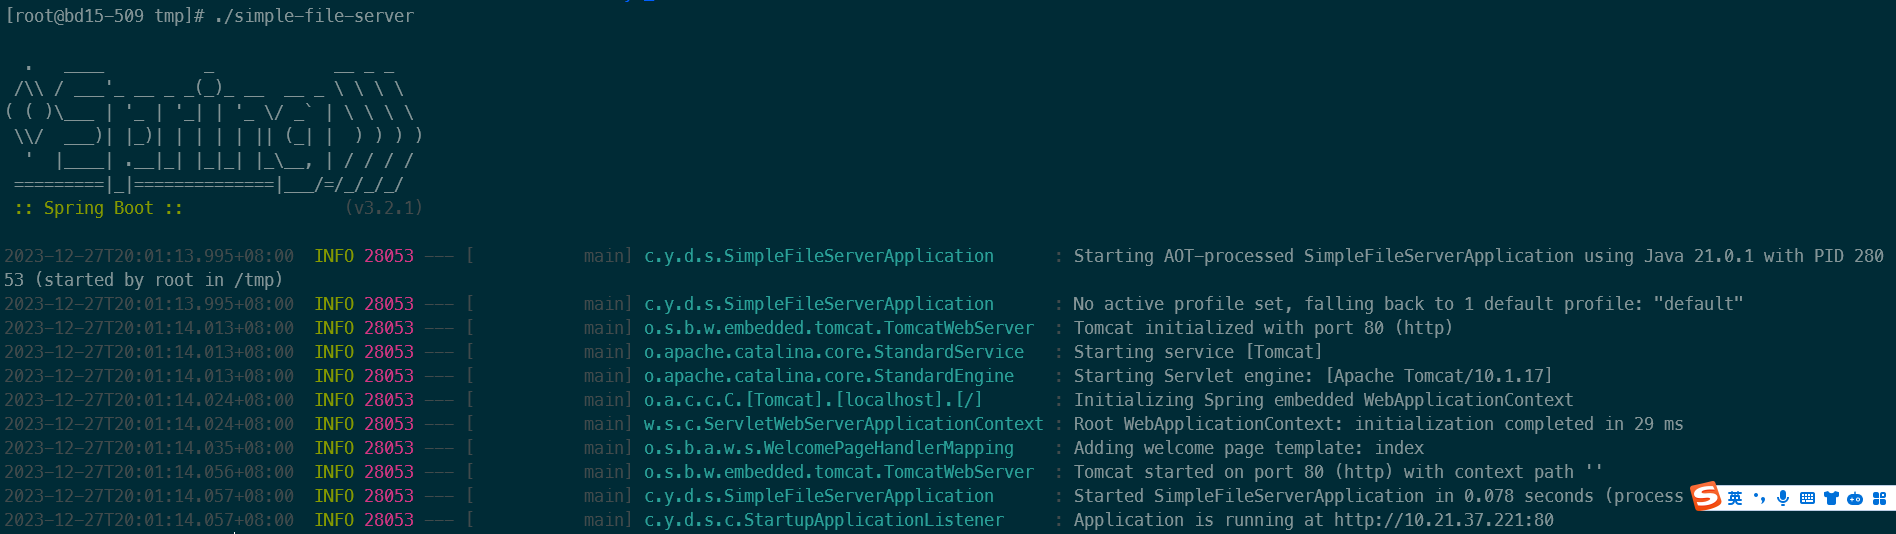 [root@bd15-509 tmp]# ./simple-file-server
  .   ____          _            __ _ _
 /\\ / ___'_ __ _ _(_)_ __  __ _ \ \ \ \
( ( )\___ | '_ | '_| | '_ \/ _` | \ \ \ \
 \\/  ___)| |_)| | | | | || (_| |  ) ) ) )
  '  |____| .__|_| |_|_| |_\__, | / / / /
 =========|_|==============|___/=/_/_/_/
 :: Spring Boot ::                (v3.2.1)
2023-12-27T20:01:13.995+08:00  INFO 28053 --- [           main] c.y.d.s.SimpleFileServerApplication      : Starting AOT-processed SimpleFileServerApplication using Java 21.0.1 with PID 280
53 (started by root in /tmp)
2023-12-27T20:01:13.995+08:00  INFO 28053 --- [           main] c.y.d.s.SimpleFileServerApplication      : No active profile set, falling back to 1 default profile: "default"
2023-12-27T20:01:14.013+08:00  INFO 28053 --- [           main] o.s.b.w.embedded.tomcat.TomcatWebServer  : Tomcat initialized with port 80 (http)
2023-12-27T20:01:14.013+08:00  INFO 28053 --- [           main] o.apache.catalina.core.StandardService   : Starting service [Tomcat]
2023-12-27T20:01:14.013+08:00  INFO 28053 --- [           main] o.apache.catalina.core.StandardEngine    : Starting Servlet engine: [Apache Tomcat/10.1.17]
2023-12-27T20:01:14.024+08:00  INFO 28053 --- [           main] o.a.c.c.C.[Tomcat].[localhost].[/]       : Initializing Spring embedded WebApplicationContext
2023-12-27T20:01:14.024+08:00  INFO 28053 --- [           main] w.s.c.ServletWebServerApplicationContext : Root WebApplicationContext: initialization completed in 29 ms
2023-12-27T20:01:14.035+08:00  INFO 28053 --- [           main] o.s.b.a.w.s.WelcomePageHandlerMapping    : Adding welcome page template: index
2023-12-27T20:01:14.056+08:00  INFO 28053 --- [           main] o.s.b.w.embedded.tomcat.TomcatWebServer  : Tomcat started on port 80 (http) with context path ''
2023-12-27T20:01:14.057+08:00  INFO 28053 --- [           main] c.y.d.s.SimpleFileServerApplication      : Started SimpleFileServerApplication in 0.078 seconds (process
英
2023-12-27T20:01:14.057+08:00  INFO 28053 --- [           main] c.y.d.s.c.StartupApplicationListener     : Application is running at http://10.21.37.221:80